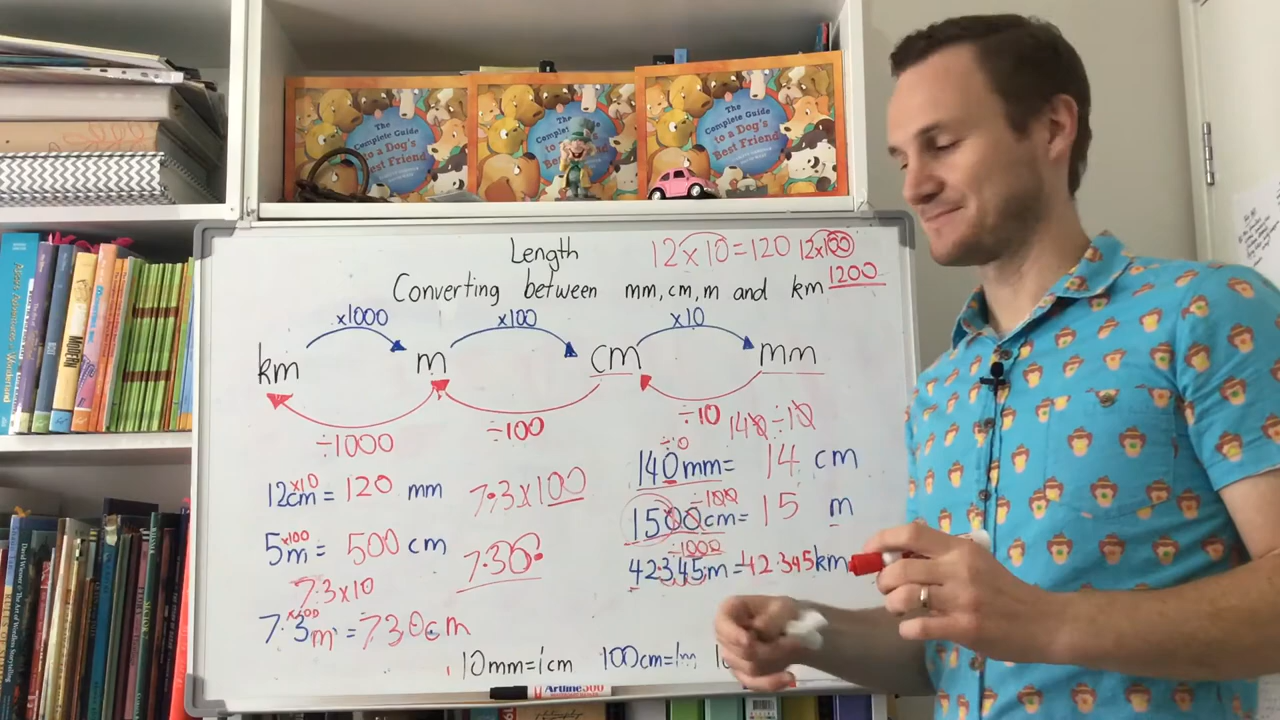 The Complete Guide to a Dog's Best Friend
The Complete Guide to a Dog's Best Friend
The Complete Guide to a Dog's Best Friend
Length
12×10=120 12×100
1200
Converting between mm, cm, m and km
×1000 ×100 ×10
km m cm mm
÷1000 ÷100 ÷10
140÷10
÷10
140mm= 14 cm
×10
12cm = 120 mm
7.3×100
÷100
1500cm= 15 m
×100
5m = 500 cm
÷1000
42345m=42.345km
7.3×10
×100
7.3m = 730cm
10mm=1cm 100cm=1m
Artline 500
MODERN